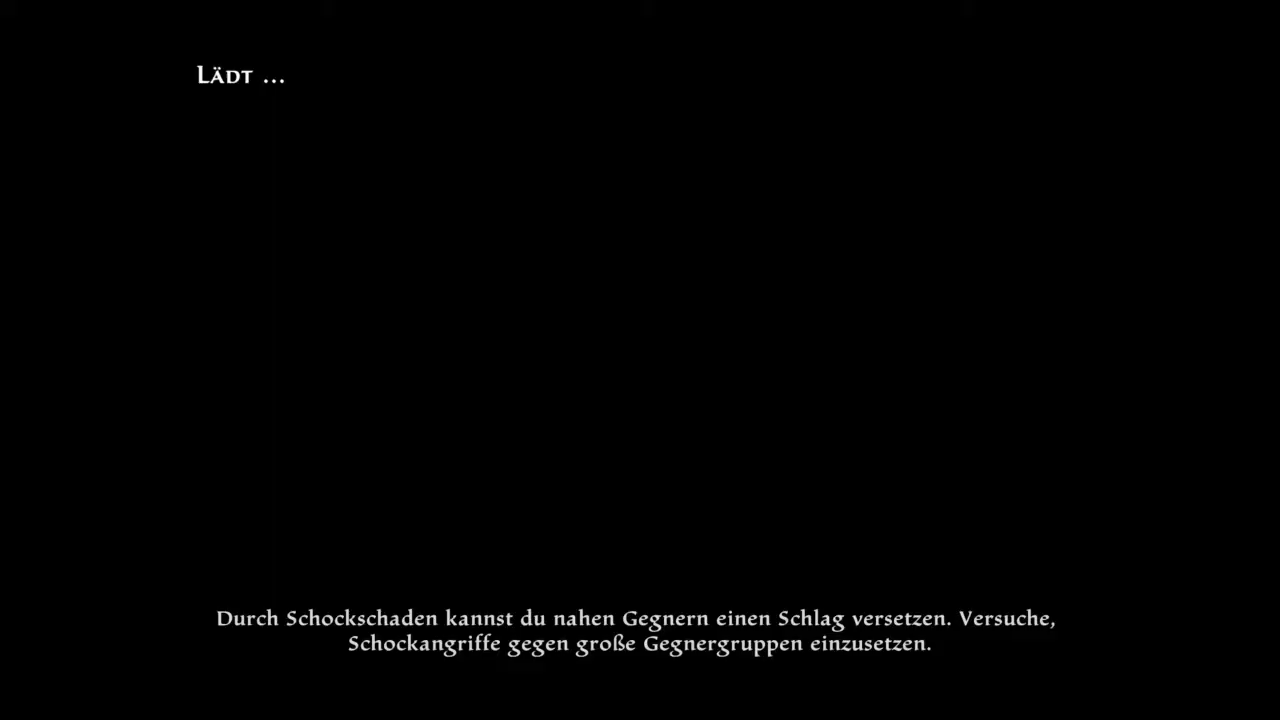 Lädt ...
Durch Schockschaden kannst du nahen Gegnern einen Schlag versetzen. Versuche,
Schockangriffe gegen große Gegnergruppen einzusetzen.